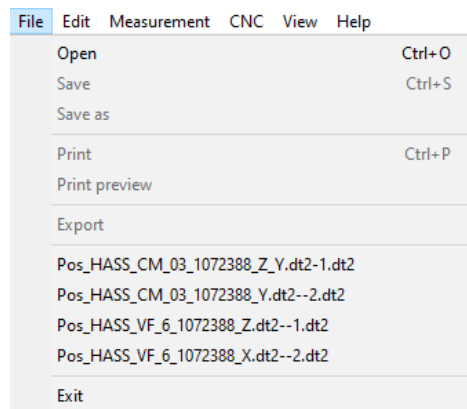 File Edit Measurement CNC View Help
Open Ctrl+O
Save Ctrl+S
Save as
Print Ctrl+P
Print preview
Export
Pos_HASS_CM_03_1072388_Z_Y.dt2-1.dt2
Pos_HASS_CM_03_1072388_Y.dt2--2.dt2
Pos_HASS_VF_6_1072388_Z.dt2--1.dt2
Pos_HASS_VF_6_1072388_X.dt2--2.dt2
Exit